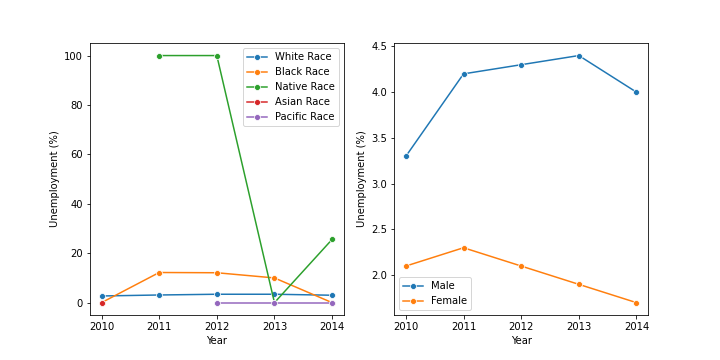 100
80
60
40
20
0
Unemployment (%)
2010 2011 2012 2013 2014
Year
White Race
Black Race
Native Race
Asian Race
Pacific Race
4.5
4.0
3.5
3.0
2.5
2.0
Unemployment (%)
2010 2011 2012 2013 2014
Year
Male
Female